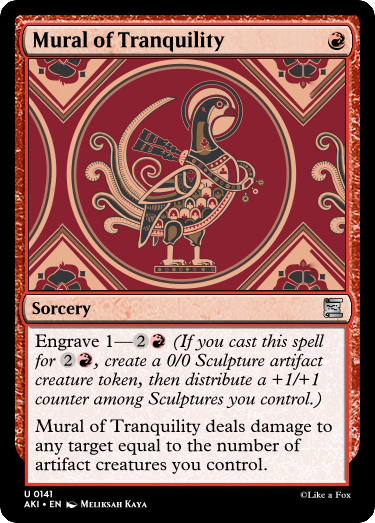 Mural of Tranquility
Sorcery
Engrave 1—2 (If you cast this spell
for 2 , create a 0/0 Sculpture artifact
creature token, then distribute a +1/+1
counter among Sculptures you control.)
Mural of Tranquility deals damage to
any target equal to the number of
artifact creatures you control.
U 0141
AKI • EN Meliksah Kaya
©Like a Fox